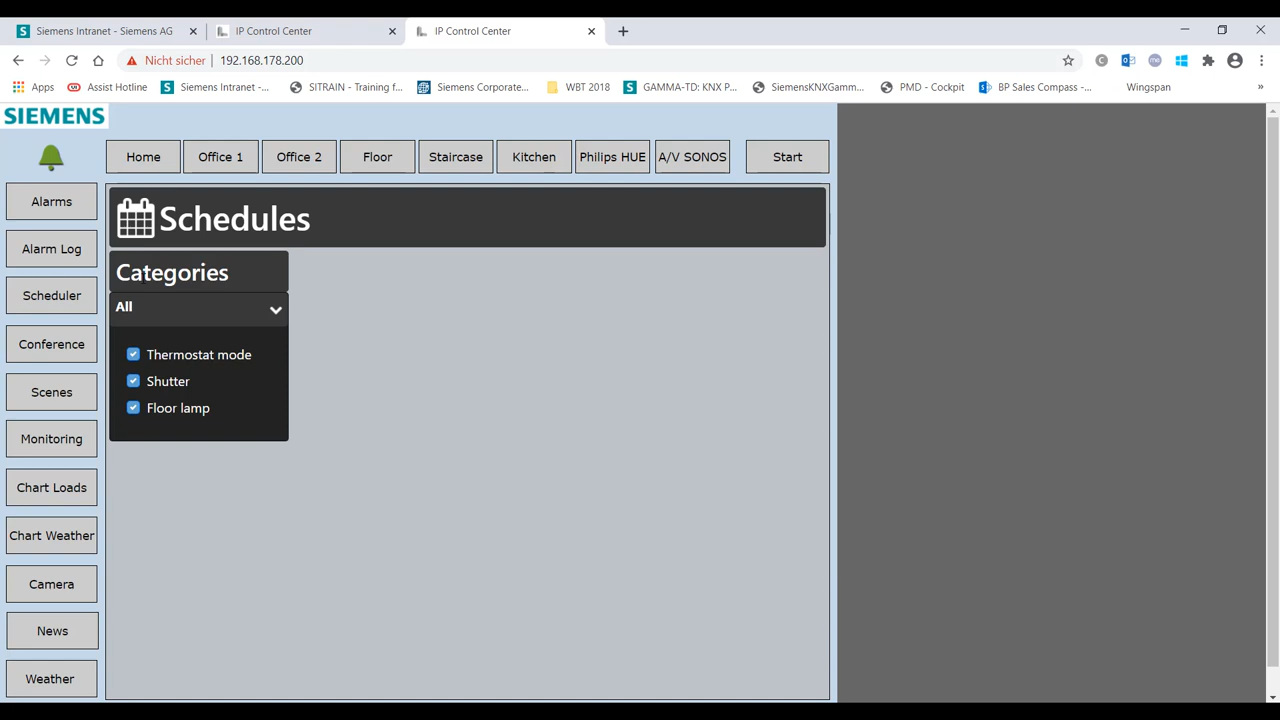 Siemens Intranet - Siemens AG
IP Control Center
IP Control Center
Nicht sicher
192.168.178.200
Apps
Assist Hotline
Siemens Intranet -...
SITRAIN - Training f...
Siemens Corporate...
WBT 2018
GAMMA-TD: KNX P...
SiemensKNXGamm...
PMD - Cockpit
BP Sales Compass -...
Wingspan
SIEMENS
Home
Office 1
Office 2
Floor
Staircase
Kitchen
Philips HUE
A/V SONOS
Start
Alarms
Alarm Log
Scheduler
Conference
Scenes
Monitoring
Chart Loads
Chart Weather
Camera
News
Weather
Schedules
Categories
All
Thermostat mode
Shutter
Floor lamp